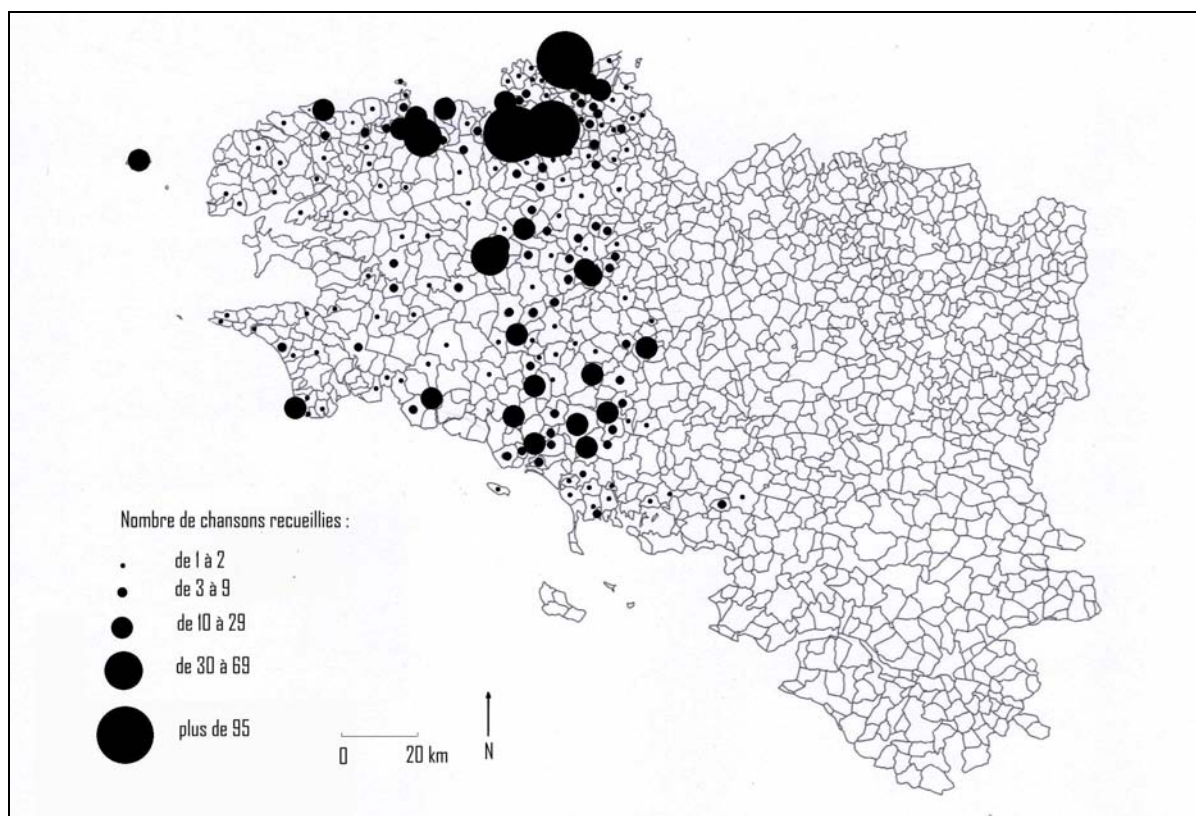 Nombre de chansons recueillies :
de 1 à 2
de 3 à 9
de 10 à 29
de 30 à 69
plus de 95
0 20 km
N